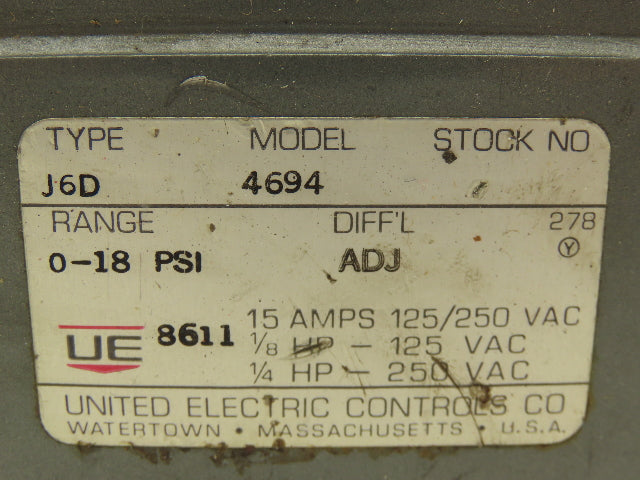 TYPE MODEL STOCK NO
J6D 4694
RANGE DIFF'L 278
0-18 PSI ADJ Y
UE 8611 15 AMPS 125/250 VAC
1/8 HP - 125 VAC
1/4 HP - 250 VAC
UNITED ELECTRIC CONTROLS CO
WATERTOWN • MASSACHUSETTS • U.S.A.